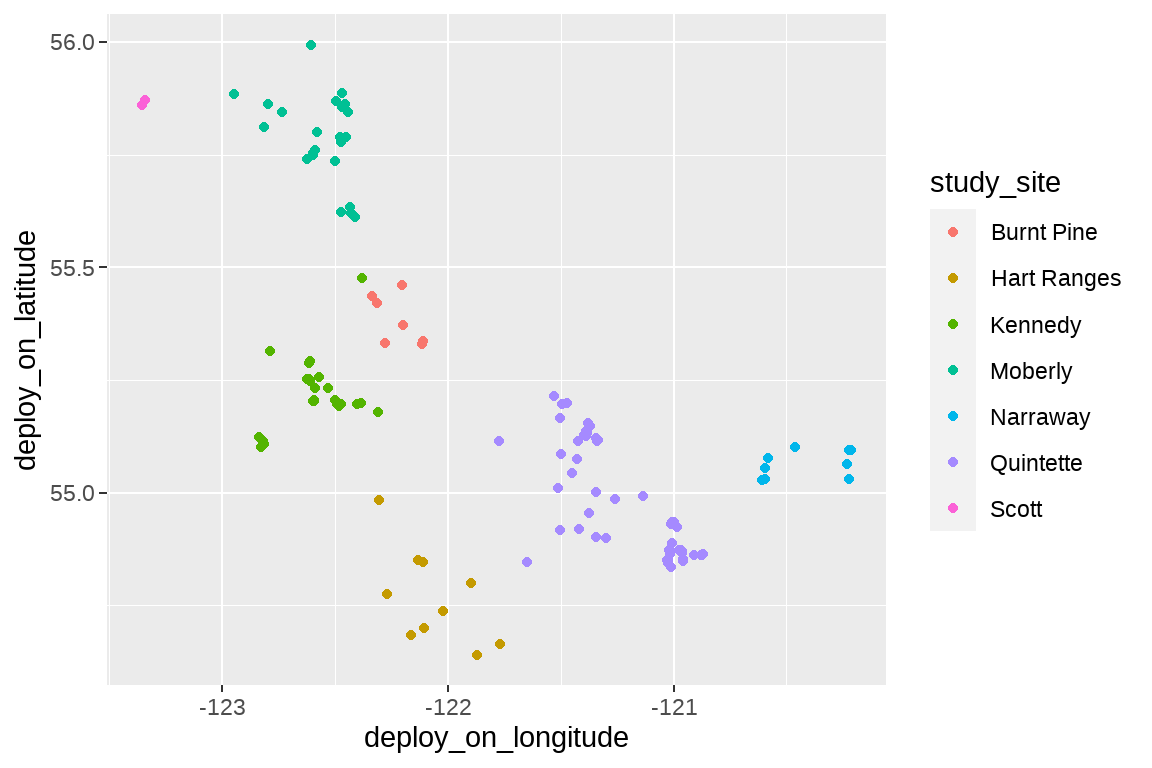 56.0
55.5
55.0
deploy_on_latitude
-123
-122
-121
deploy_on_longitude
study_site
Burnt Pine
Hart Ranges
Kennedy
Moberly
Narraway
Quintette
Scott